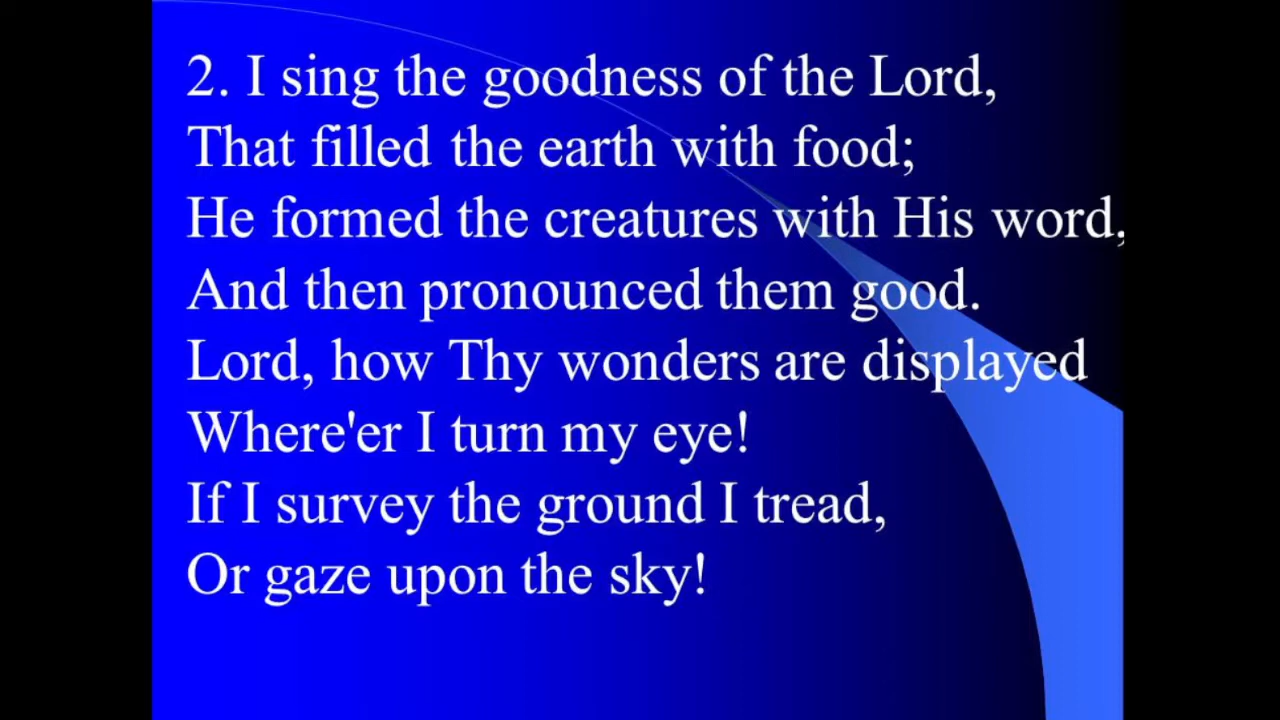 2. I sing the goodness of the Lord,
That filled the earth with food;
He formed the creatures with His word,
And then pronounced them good.
Lord, how Thy wonders are displayed
Where'er I turn my eye!
If I survey the ground I tread,
Or gaze upon the sky!